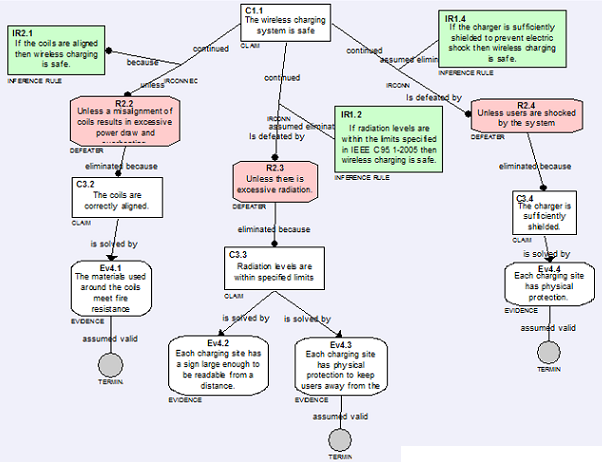 C1.1
The wireless charging
system is safe
CLAIM
IR2.1
If the coils are aligned
then wireless charging
is safe.
INFERENCE RULE
IR1.4
If the charger is sufficiently
shielded to prevent electric
shock then wireless charging
is safe.
INFERENCE RULE
because
continued
continued
continued
assumed elimin
unless
IRCONNEC
IRCONN
IRCONN
assumed eliminat
Is defeated by
Is defeated by
R2.2
Unless a misalignment of
coils results in excessive
power draw and
DEFEATER
IR1.2
If radiation levels are
within the limits specified
in IEEE C95 1-2005 then
wireless charging is safe.
INFERENCE RULE
R2.4
Unless users are shocked
by the system
DEFEATER
R2.3
Unless there is
excessive radiation.
DEFEATER
eliminated because
eliminated because
eliminated because
C3.2
The coils are
correctly aligned.
CLAIM
C3.4
The charger is
sufficiently
shielded.
CLAIM
C3.3
Radiation levels are
within specified limits
CLAIM
is solved by
is solved by
Ev4.1
The materials used
around the coils
meet fire
resistance
EVIDENCE
Ev4.4
Each charging site
has physical
protection.
EVIDENCE
is solved by
is solved by
Ev4.2
Each charging site has
a sign large enough to
be readable from a
distance.
EVIDENCE
Ev4.3
Each charging site
has physical
protection to keep
users away from the
EVIDENCE
assumed valid
assumed valid
assumed valid
TERMIN
TERMIN
TERMIN